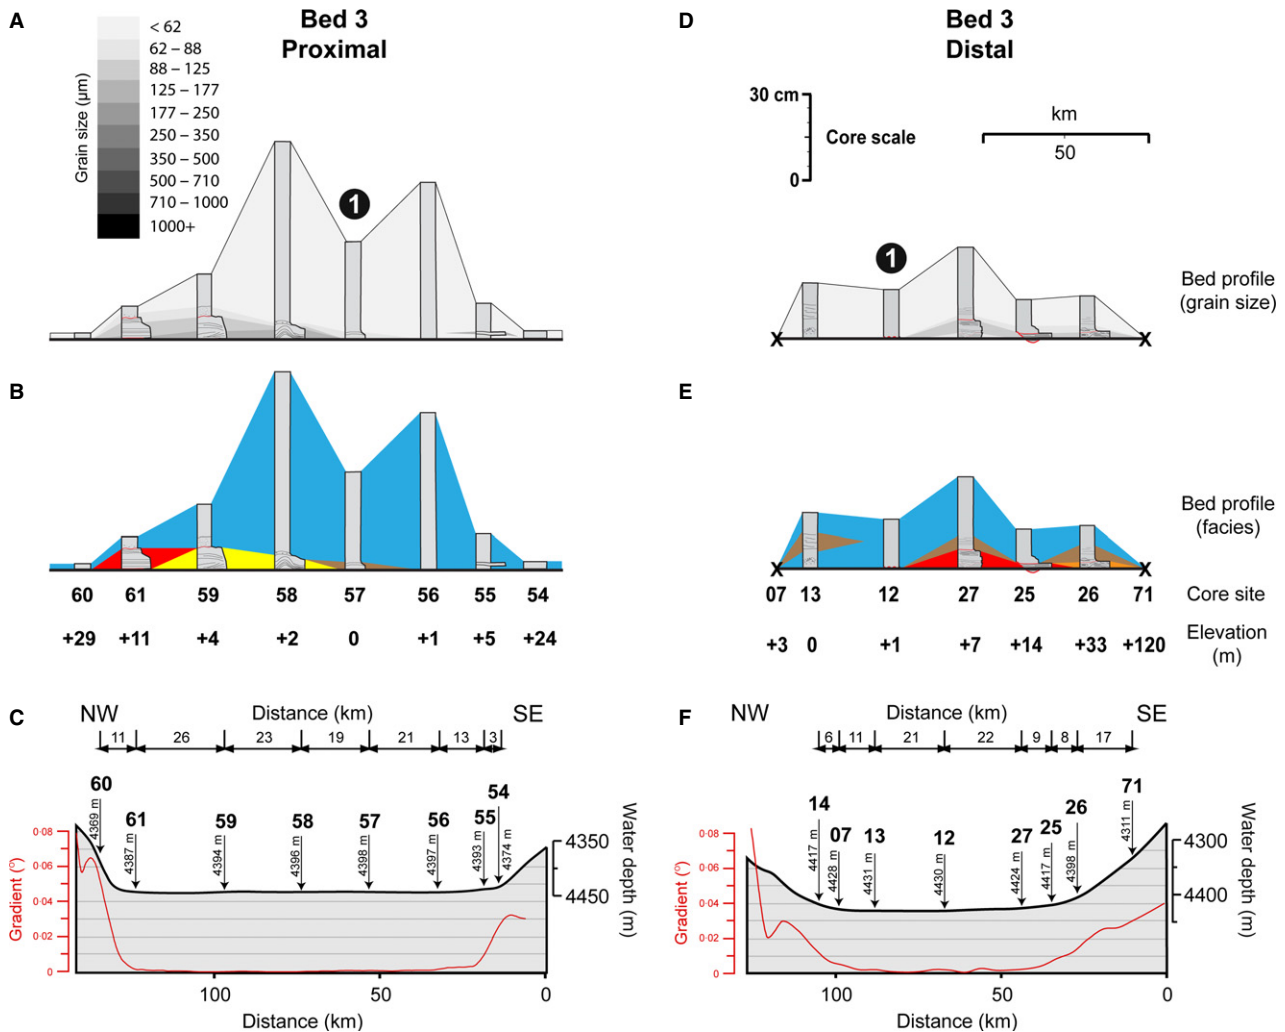 A
Bed 3
Proximal
Grain size (µm)
< 62
62 – 88
88 – 125
125 – 177
177 – 250
250 – 350
350 – 500
500 – 710
710 – 1000
1000+
1
D
Bed 3
Distal
30 cm
0
Core scale
km
50
1
X X
Bed profile
(grain size)
B
60 61 59 58 57 56 55 54
+29 +11 +4 +2 0 +1 +5 +24
E
X X
Bed profile
(facies)
07 13 12 27 25 26 71 Core site
+3 0 +1 +7 +14 +33 +120 Elevation
(m)
C
NW Distance (km) SE
11 26 23 19 21 13 3
60 61 59 58 57 56 55 54
4369 m 4387 m 4394 m 4396 m 4398 m 4397 m 4393 m 4374 m
Gradient (°)
0·08
0·06
0·04
0·02
0
4350
4450
Water depth (m)
100 50 0
Distance (km)
F
NW Distance (km) SE
6 11 21 22 9 8 17
14 07 13 12 27 25 26 71
4417 m 4428 m 4431 m 4430 m 4424 m 4417 m 4398 m 4311 m
Gradient (°)
0·08
0·06
0·04
0·02
0
4300
4400
Water depth (m)
100 50 0
Distance (km)